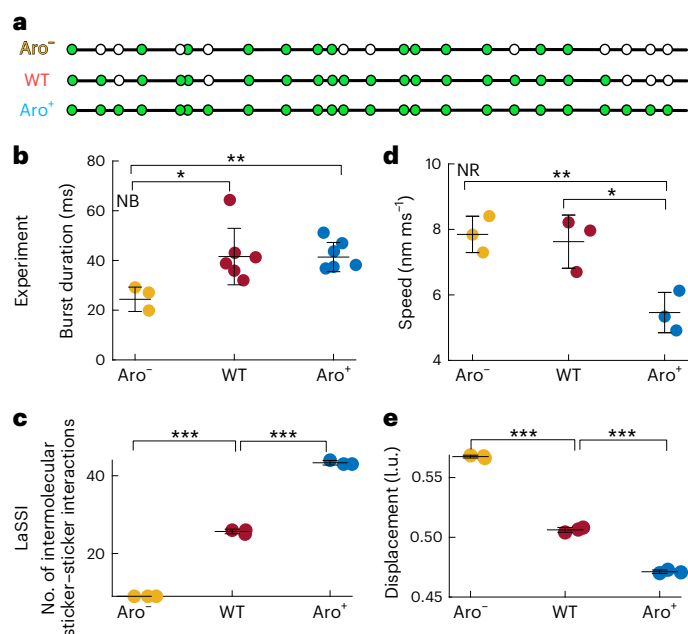 a
Aro⁻
WT
Aro⁺
b
Experiment
Burst duration (ms)
80
60
40
20
0
NB
*
**
Aro⁻ WT Aro⁺
d
Speed (nm ms⁻¹)
10
8
6
4
NR
**
*
Aro⁻ WT Aro⁺
c
LaSSI
No. of intermolecular
sticker–sticker interactions
40
20
*** ***
Aro⁻ WT Aro⁺
e
Displacement (l.u.)
0.55
0.50
0.45
*** ***
Aro⁻ WT Aro⁺